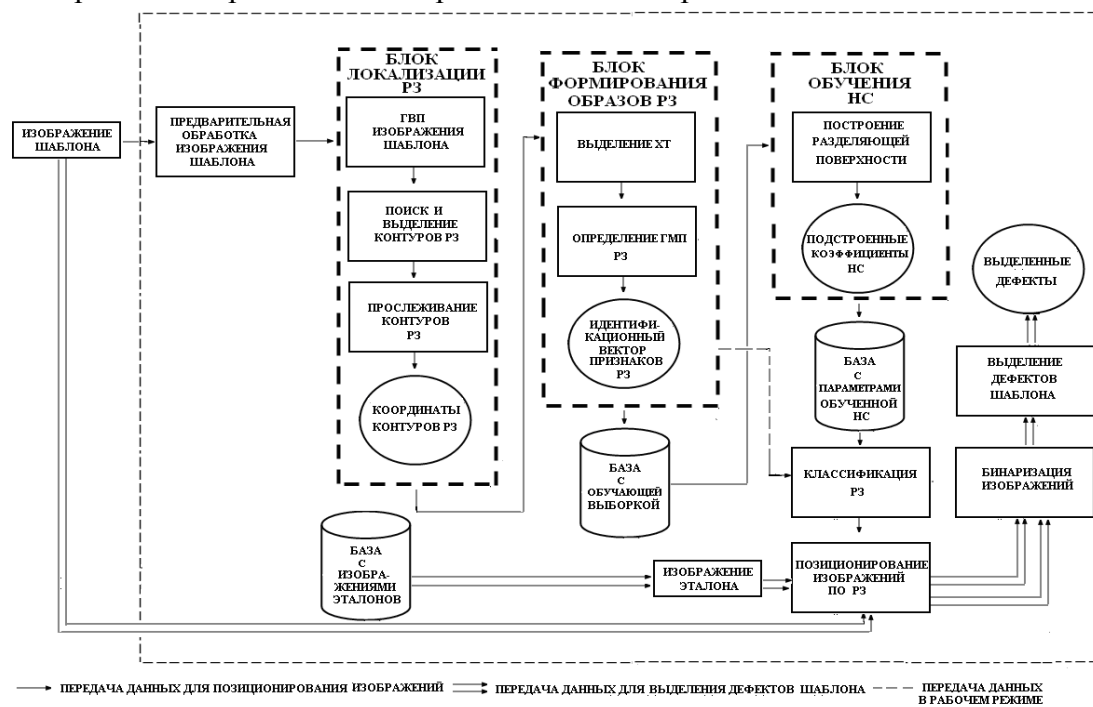 БЛОК
ЛОКАЛИЗАЦИИ
РЗ
БЛОК
ФОРМИРОВАНИЯ
ОБРАЗОВ РЗ
БЛОК
ОБУЧЕНИЯ
НС
ИЗОБРАЖЕНИЕ
ШАБЛОНА
ПРЕДВАРИТЕЛЬНАЯ
ОБРАБОТКА
ИЗОБРАЖЕНИЯ
ШАБЛОНА
ГВП
ИЗОБРАЖЕНИЯ
ШАБЛОНА
ПОИСК И
ВЫДЕЛЕНИЕ
КОНТУРОВ РЗ
ПРОСЛЕЖИВАНИЕ
КОНТУРОВ
РЗ
КООРДИНАТЫ
КОНТУРОВ РЗ
ВЫДЕЛЕНИЕ ХТ
ОПРЕДЕЛЕНИЕ ГМП
РЗ
ИДЕНТИФИ-
КАЦИОННЫЙ
ВЕКТОР
ПРИЗНАКОВ
РЗ
БАЗА
С
ОБУЧАЮЩЕЙ
ВЫБОРКОЙ
ПОСТРОЕНИЕ
РАЗДЕЛЯЮЩЕЙ
ПОВЕРХНОСТИ
ПОДСТРОЕННЫЕ
КОЭФФИЦИЕНТЫ
НС
БАЗА
С
ПАРАМЕТРАМИ
ОБУЧЕННОЙ
НС
КЛАССИФИКАЦИЯ
РЗ
ПОЗИЦИОНИРОВАНИЕ
ИЗОБРАЖЕНИЙ
ПО РЗ
ВЫДЕЛЕННЫЕ
ДЕФЕКТЫ
ВЫДЕЛЕНИЕ
ДЕФЕКТОВ
ШАБЛОНА
БИНАРИЗАЦИЯ
ИЗОБРАЖЕНИЙ
БАЗА
С
ИЗОБРА-
ЖЕНИЯМИ
ЭТАЛОНОВ
ИЗОБРАЖЕНИЕ
ЭТАЛОНА
ПЕРЕДАЧА ДАННЫХ ДЛЯ ПОЗИЦИОНИРОВАНИЯ ИЗОБРАЖЕНИЙ
ПЕРЕДАЧА ДАННЫХ ДЛЯ ВЫДЕЛЕНИЯ ДЕФЕКТОВ ШАБЛОНА
ПЕРЕДАЧА ДАННЫХ
В РАБОЧЕМ РЕЖИМЕ